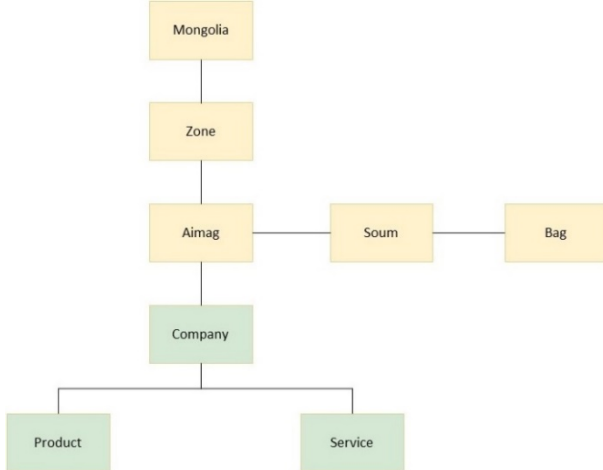 Mongolia
Zone
Aimag
Soum
Bag
Company
Product
Service